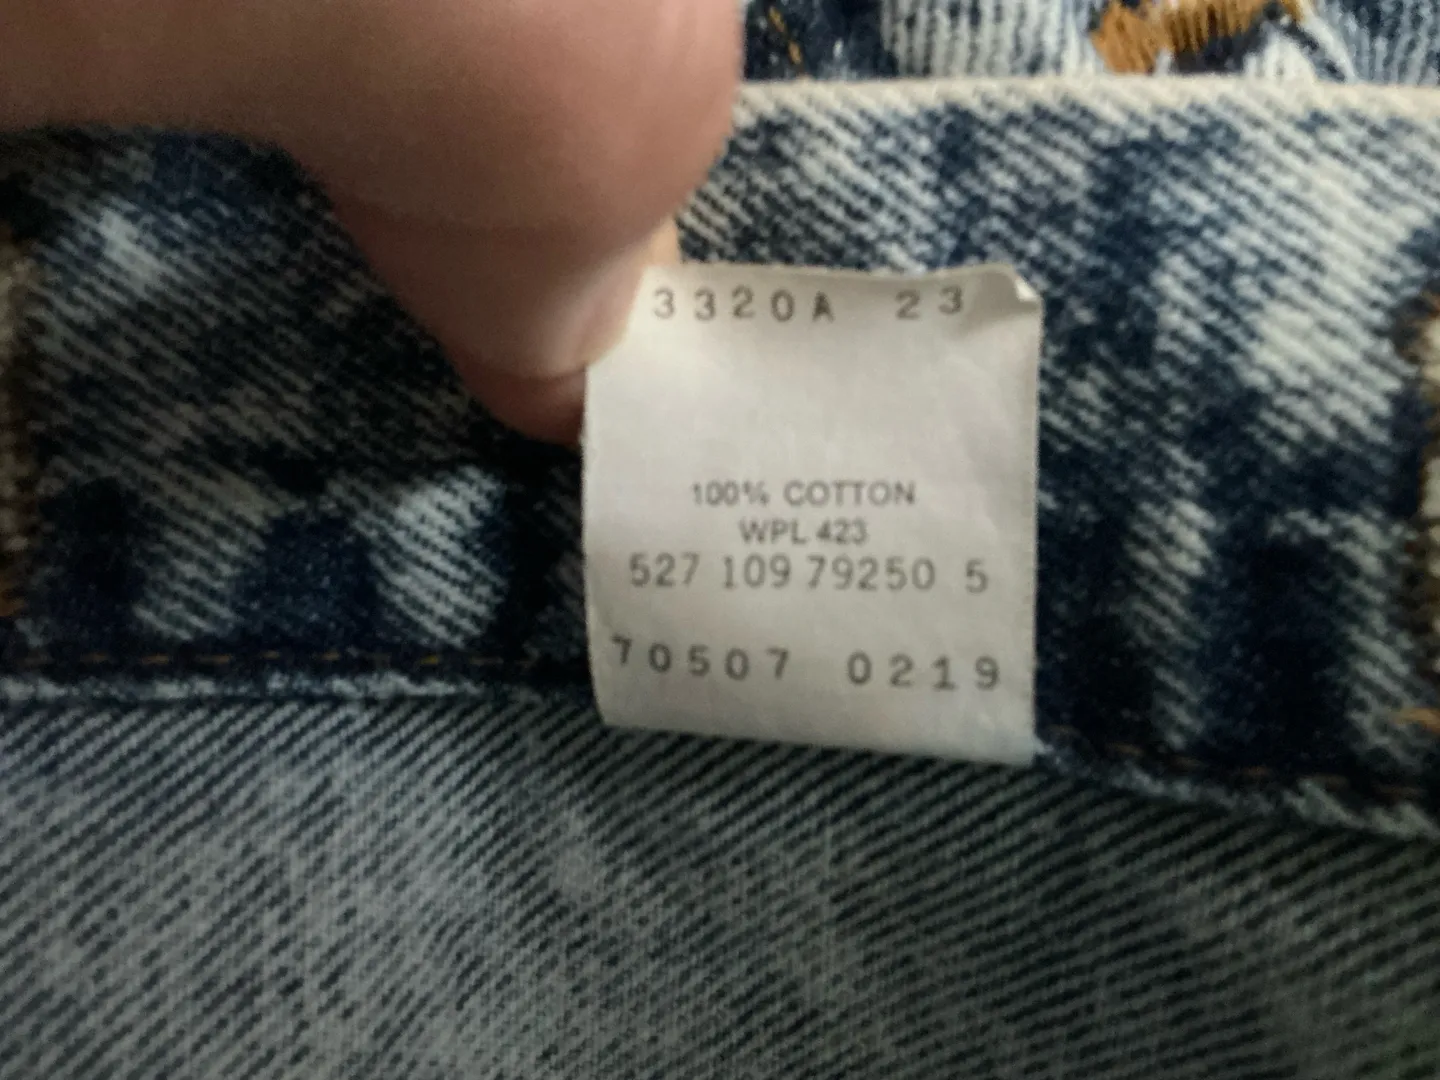 3320A 23
100% COTTON
WPL 423
527 109 79250 5
70507 0219